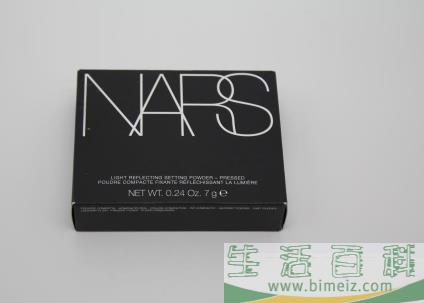 NARS
LIGHT REFLECTING SETTING POWDER – PRESSED
POUDRE COMPACTE FIXANTE RÉFLÉCHISSANT LA LUMIÈRE
NET WT. 0.24 Oz. 7 g ℮
生活百科
www.bimeiz.com